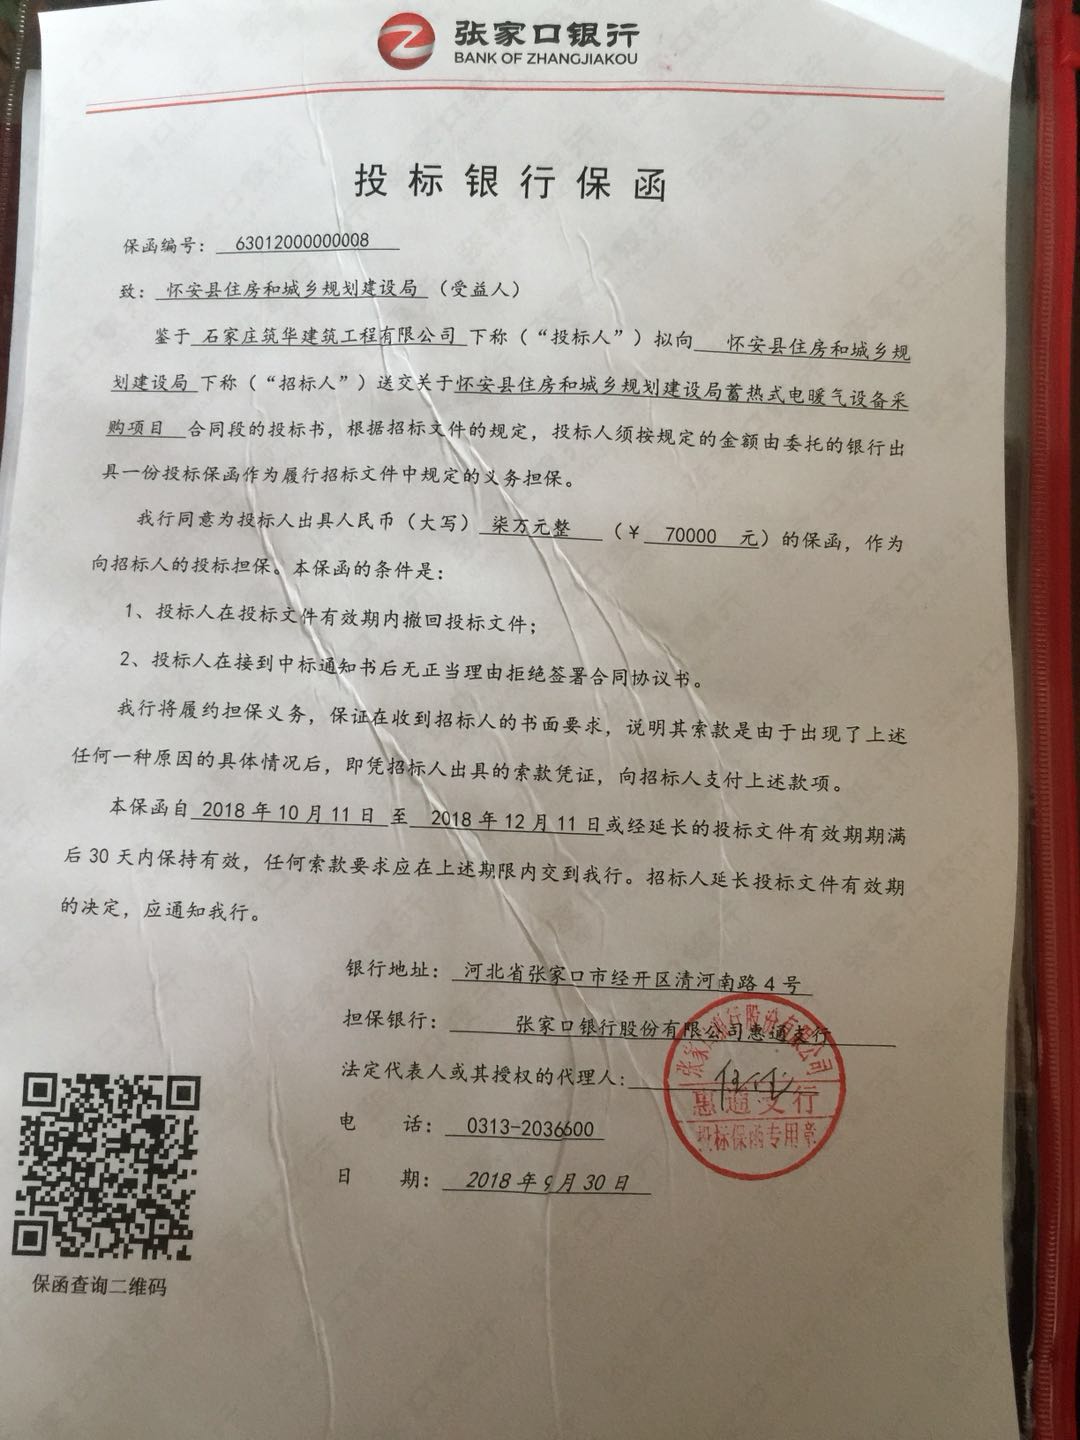 张家口银行
BANK OF ZHANGJIAKOU
投标银行保函
保函编号：63012000000008
致：怀安县住房和城乡规划建设局（受益人）
鉴于 石家庄筑华建筑工程有限公司 下称（“投标人”）拟向 怀安县住房和城乡规
划建设局 下称（“招标人”）送交关于怀安县住房和城乡规划建设局蓄热式电暖气设备采
购项目 合同段的投标书，根据招标文件的规定，投标人须按规定的金额由委托的银行出
具一份投标保函作为履行招标文件中规定的义务担保。
我行同意为投标人出具人民币（大写）柒万元整 （￥ 70000 元）的保函，作为
向招标人的投标担保。本保函的条件是：
1、投标人在投标文件有效期内撤回投标文件；
2、投标人在接到中标通知书后无正当理由拒绝签署合同协议书。
我行将履约担保义务，保证在收到招标人的书面要求，说明其索款是由于出现了上述
任何一种原因的具体情况后，即凭招标人出具的索款凭证，向招标人支付上述款项。
本保函自 2018 年 10 月 11 日 至 2018 年 12 月 11 日或经延长的投标文件有效期期满
后 30 天内保持有效，任何索款要求应在上述期限内交到我行。招标人延长投标文件有效期
的决定，应通知我行。
银行地址：河北省张家口市经开区清河南路 4 号
担保银行：张家口银行股份有限公司惠通支行
法定代表人或其授权的代理人：
电 话：0313-2036600
日 期：2018 年 9 月 30 日
张家口银行股份有限公司
惠通支行
投标保函专用章
保函查询二维码